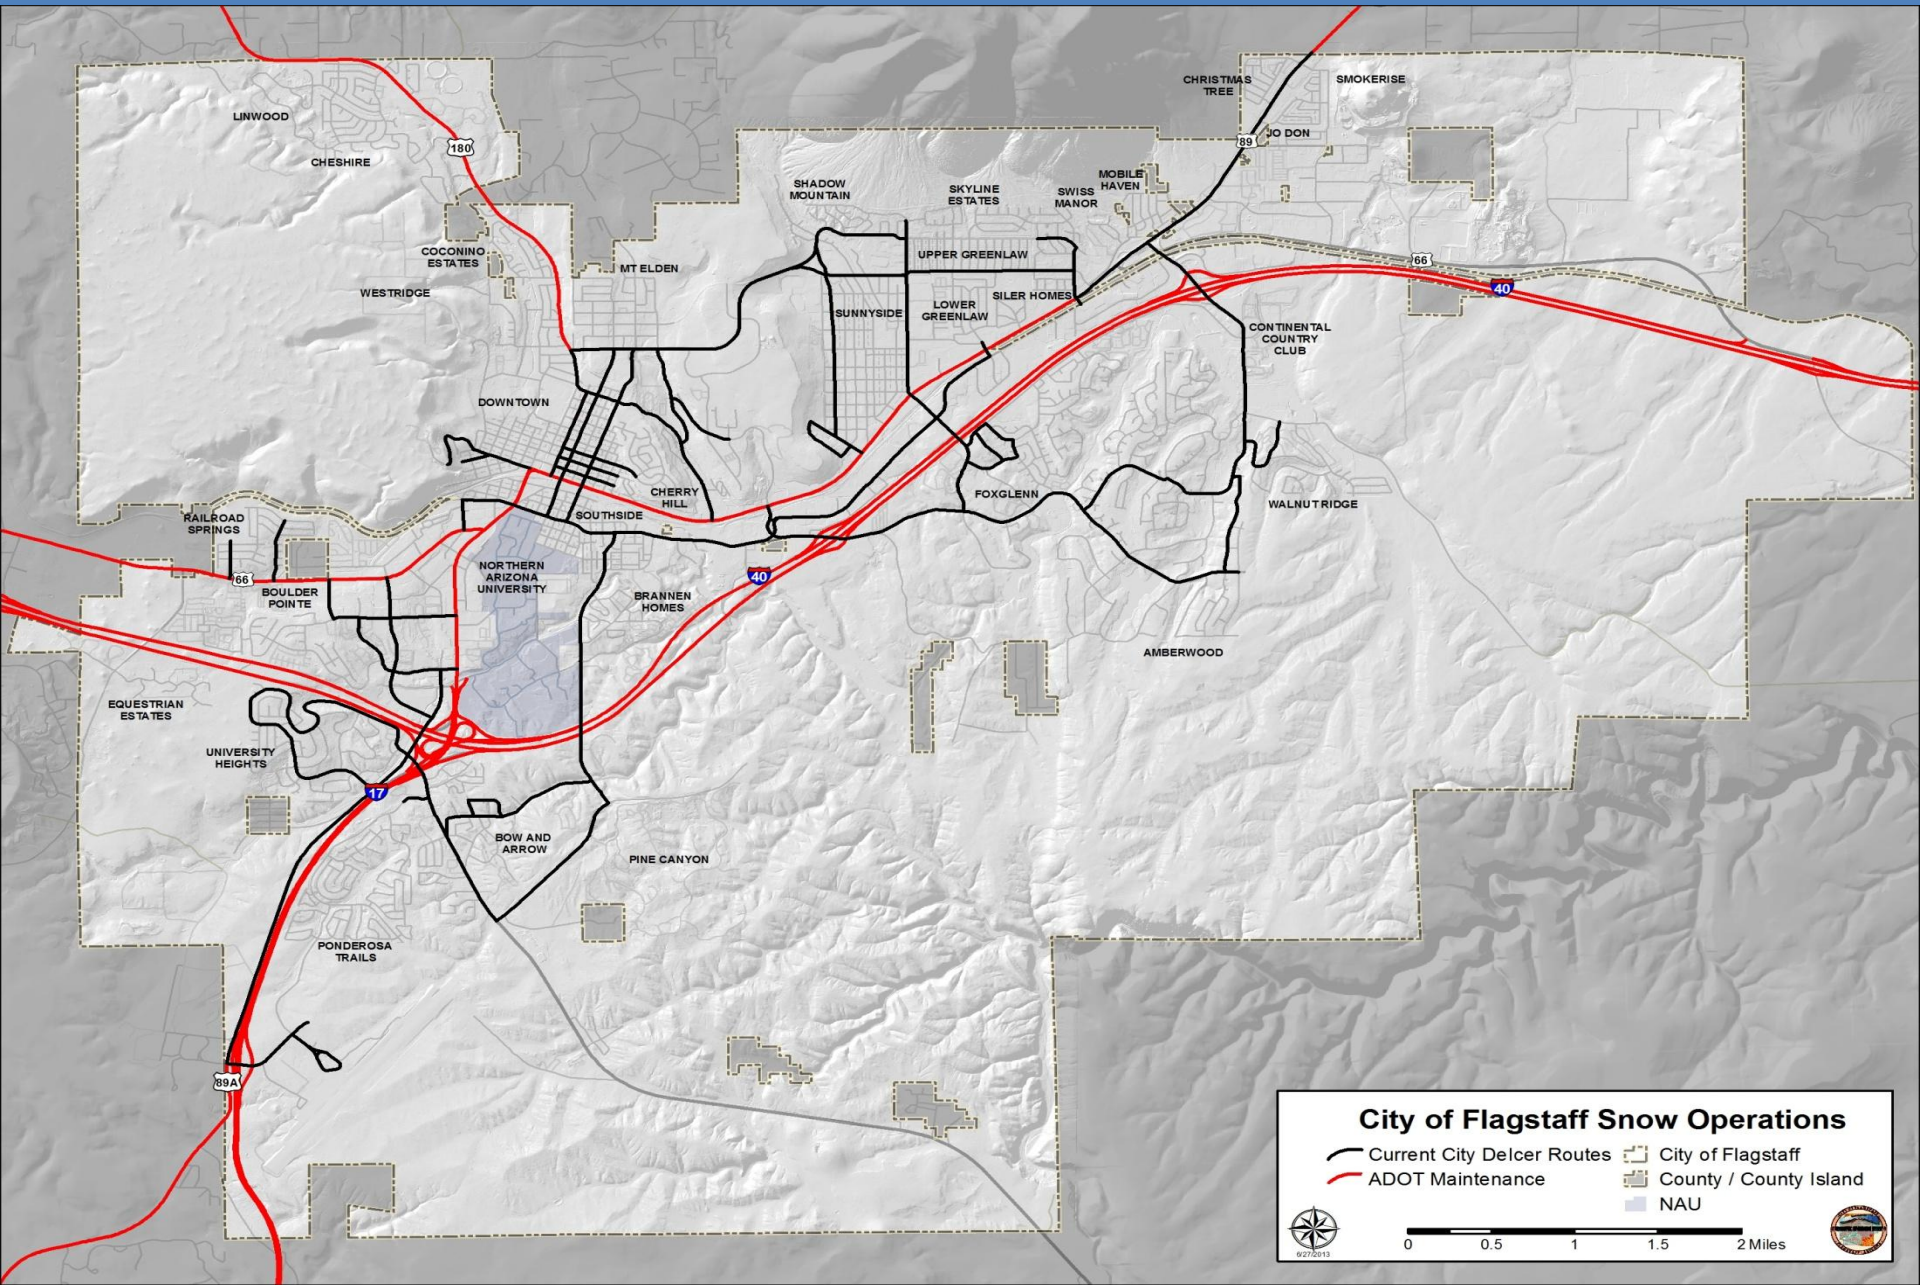 CHRISTMAS
TREE
SMOKERISE
LINWOOD
89
JO DON
180
CHESHIRE
SHADOW
MOUNTAIN
SKYLINE
ESTATES
MOBILE
HAVEN
SWISS
MANOR
COCONINO
ESTATES
MT ELDEN
UPPER GREENLAW
66
40
WESTRIDGE
SILER HOMES
SUNNYSIDE
LOWER
GREENLAW
CONTINENTAL
COUNTRY
CLUB
DOWNTOWN
CHERRY
HILL
FOXGLENN
WALNUT RIDGE
RAILROAD
SPRINGS
SOUTHSIDE
66
NORTHERN
ARIZONA
UNIVERSITY
40
BOULDER
POINTE
BRANNEN
HOMES
AMBERWOOD
EQUESTRIAN
ESTATES
UNIVERSITY
HEIGHTS
17
BOW AND
ARROW
PINE CANYON
PONDEROSA
TRAILS
89A
City of Flagstaff Snow Operations
Current City DeIcer Routes
ADOT Maintenance
City of Flagstaff
County / County Island
NAU
6/27/2013
0 0.5 1 1.5 2 Miles